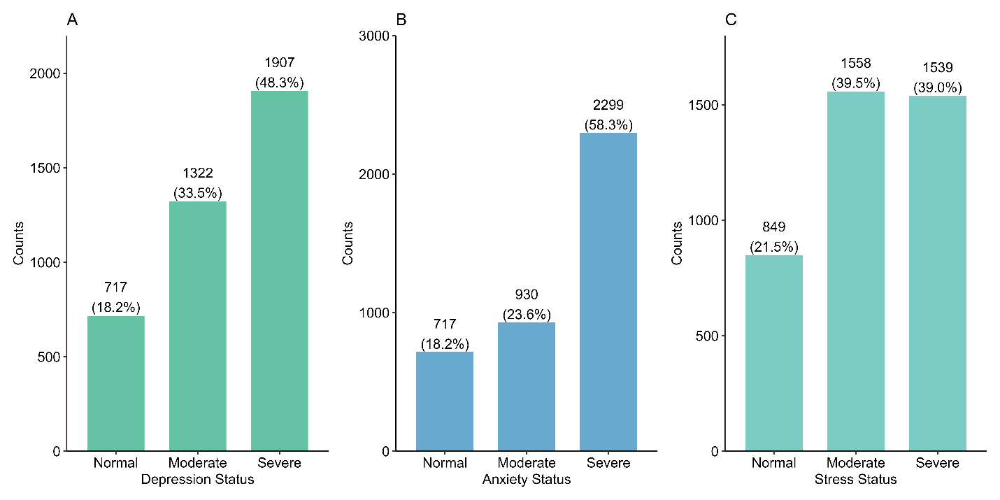 A
Counts
2000
1500
1000
500
0
717
(18.2%)
1322
(33.5%)
1907
(48.3%)
Normal
Moderate
Severe
Depression Status
B
Counts
3000
2000
1000
0
717
(18.2%)
930
(23.6%)
2299
(58.3%)
Normal
Moderate
Severe
Anxiety Status
C
Counts
1500
1000
500
0
849
(21.5%)
1558
(39.5%)
1539
(39.0%)
Normal
Moderate
Severe
Stress Status